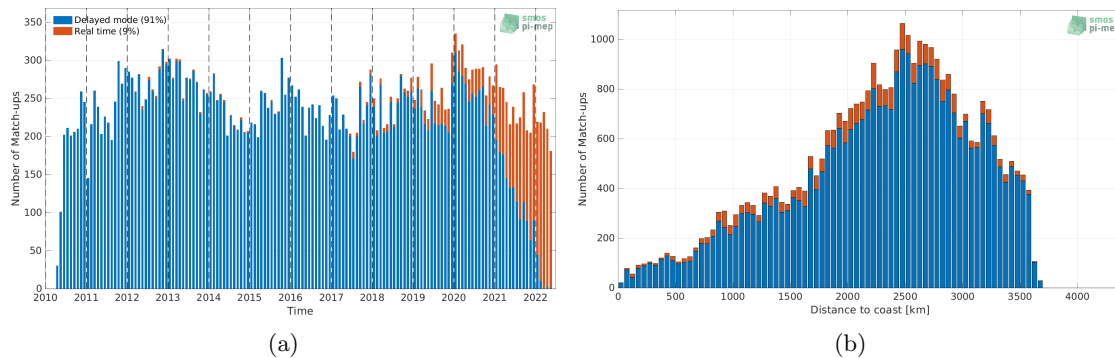 Delayed mode (91%)
Real time (9%)
smos
pi-mep
350
300
250
200
150
100
50
0
Number of Match-ups
2010 2011 2012 2013 2014 2015 2016 2017 2018 2019 2020 2021 2022
Time
(a)
smos
pi-mep
1000
800
600
400
200
0
Number of Match-ups
0 500 1000 1500 2000 2500 3000 3500 4000
Distance to coast [km]
(b)